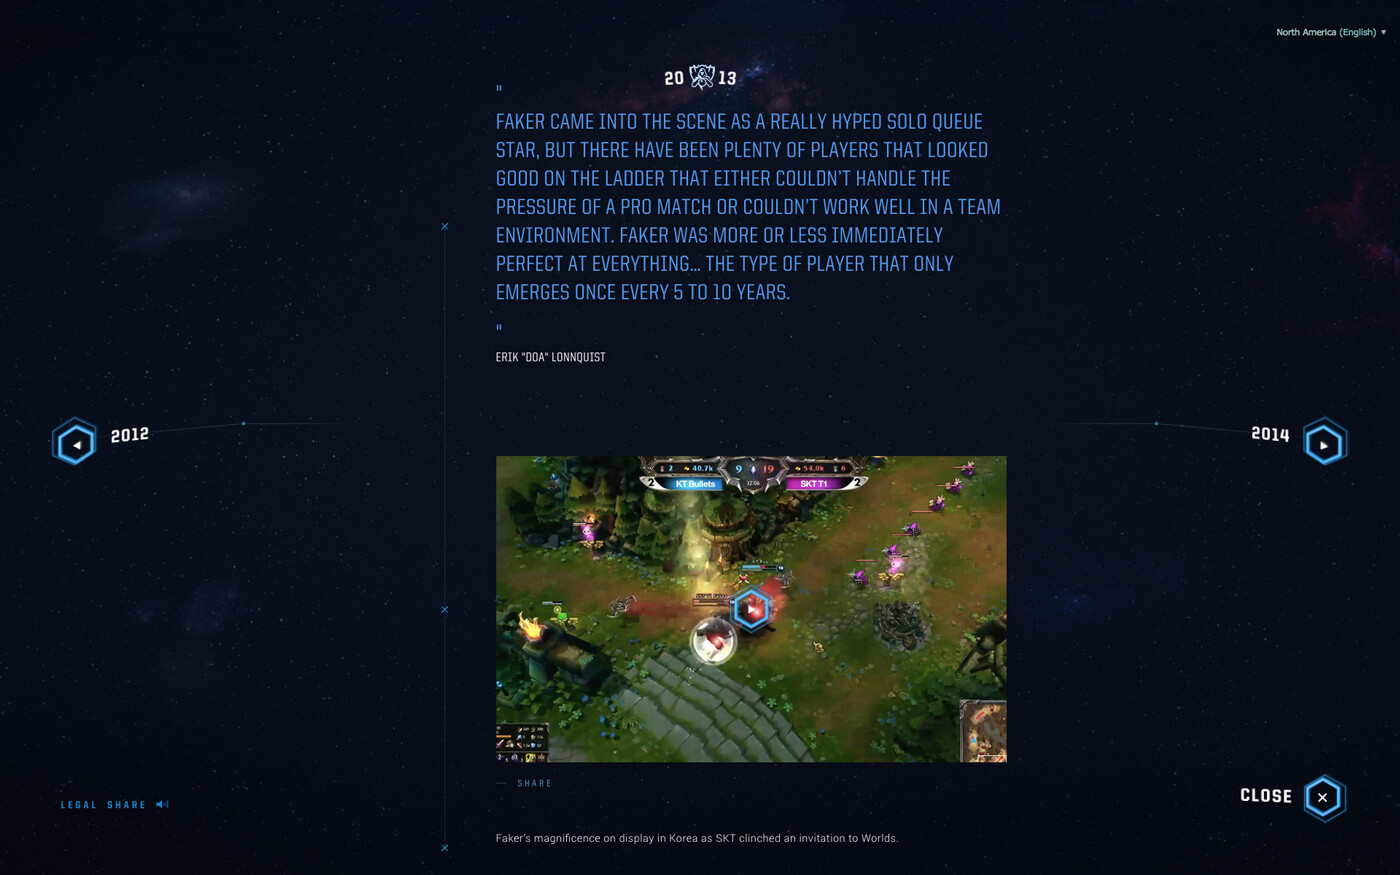 North America (English)
20 13
"
FAKER CAME INTO THE SCENE AS A REALLY HYPED SOLO QUEUE
STAR, BUT THERE HAVE BEEN PLENTY OF PLAYERS THAT LOOKED
GOOD ON THE LADDER THAT EITHER COULDN'T HANDLE THE
PRESSURE OF A PRO MATCH OR COULDN'T WORK WELL IN A TEAM
ENVIRONMENT. FAKER WAS MORE OR LESS IMMEDIATELY
PERFECT AT EVERYTHING... THE TYPE OF PLAYER THAT ONLY
EMERGES ONCE EVERY 5 TO 10 YEARS.
"
ERIK "DOA" LONNQUIST
2012
2014
2 40.7k 9 19 54.0k 6
2 KT Bullets SKT T1 2
SHARE
LEGAL SHARE
CLOSE
Faker's magnificence on display in Korea as SKT clinched an invitation to Worlds.